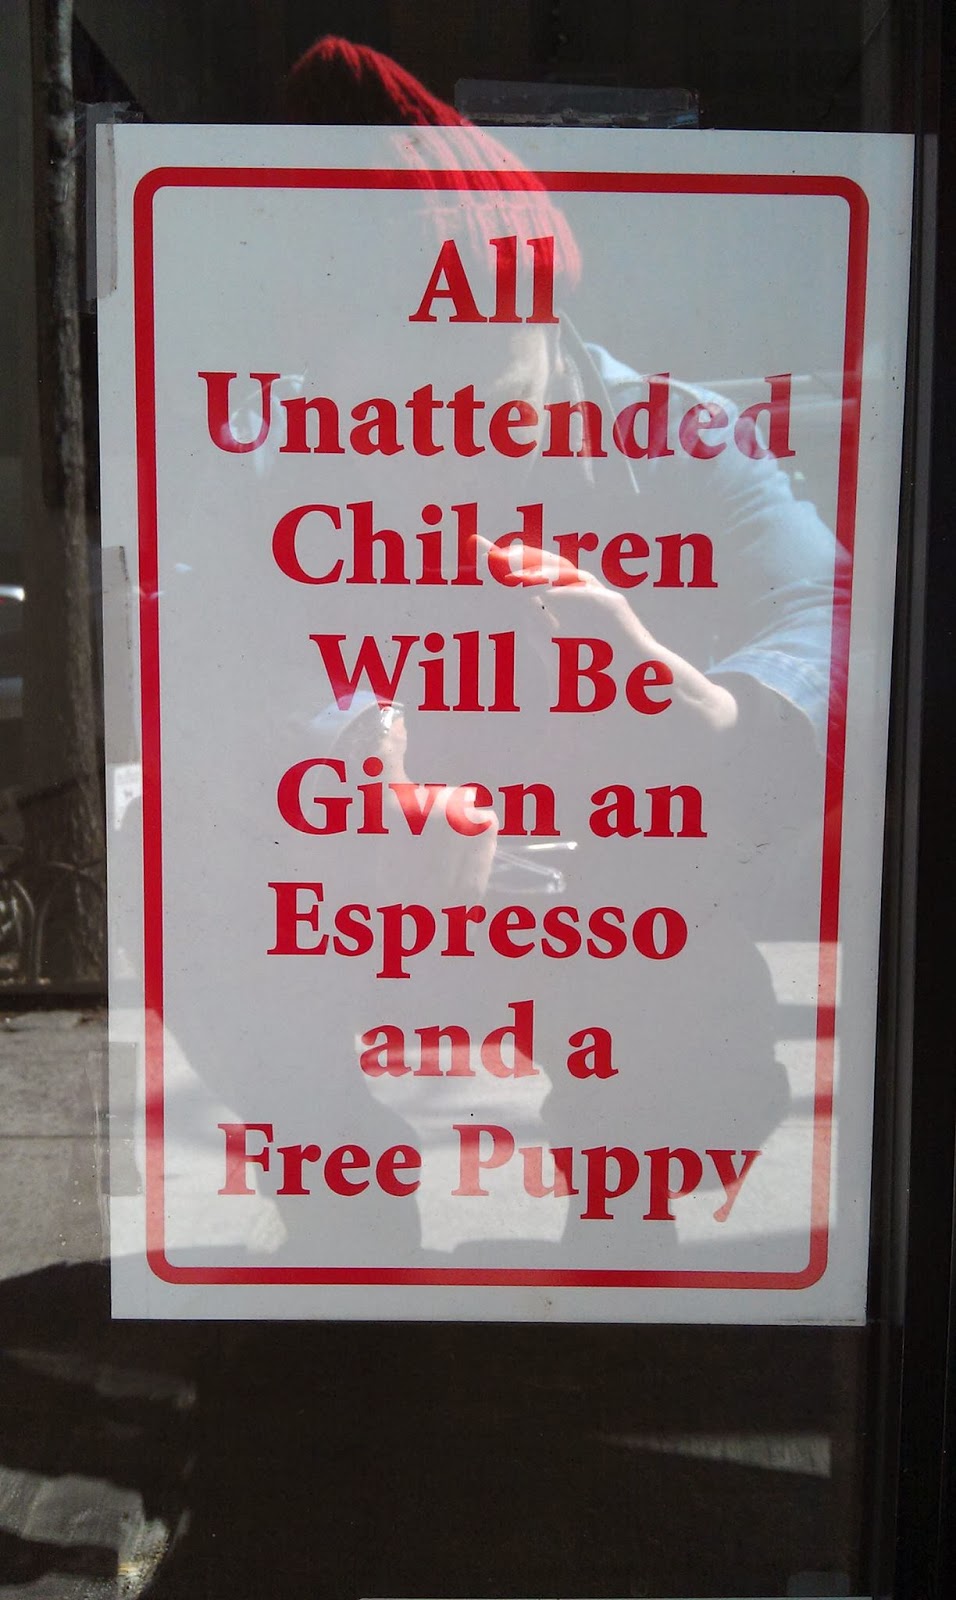 All
Unattended
Children
Will Be
Given an
Espresso
and a
Free Puppy